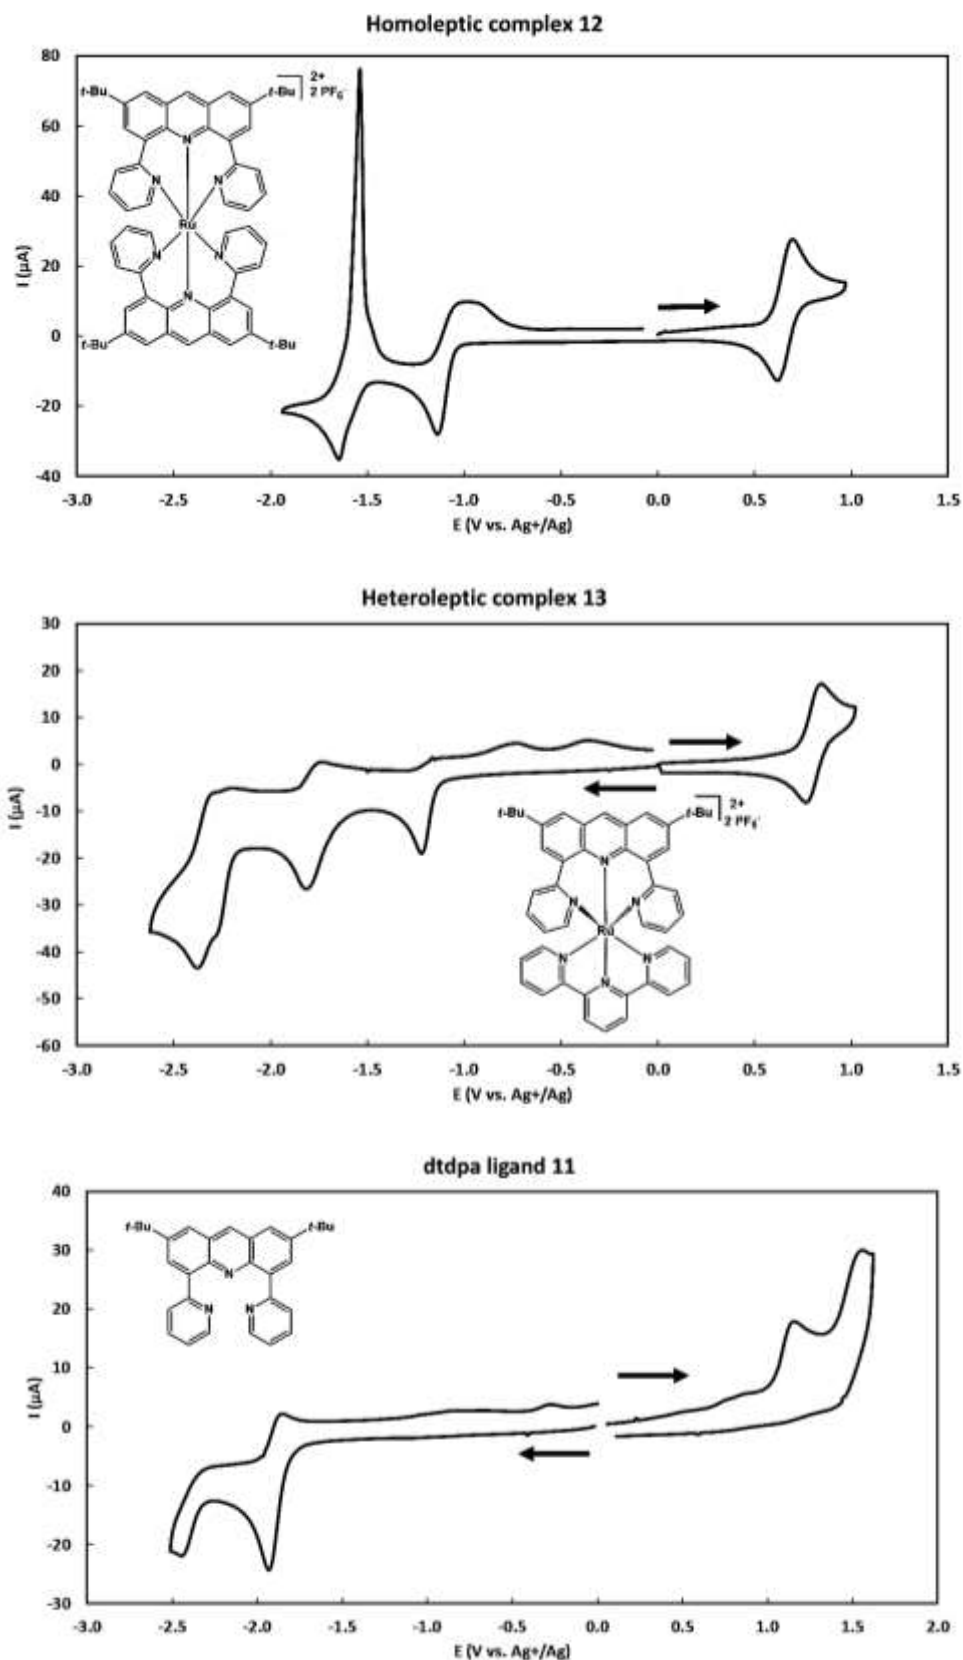 Homoleptic complex 12
80
60
40
20
0
-20
-40
I (µA)
t-Bu
t-Bu
2+
2 PF6-
N
N
N
Ru
N
N
N
t-Bu
t-Bu
-3.0 -2.5 -2.0 -1.5 -1.0 -0.5 0.0 0.5 1.0 1.5
E (V vs. Ag+/Ag)
Heteroleptic complex 13
30
20
10
0
-10
-20
-30
-40
-50
-60
I (µA)
t-Bu
t-Bu
2+
2 PF6-
N
N
N
Ru
N
N
N
-3.0 -2.5 -2.0 -1.5 -1.0 -0.5 0.0 0.5 1.0 1.5
E (V vs. Ag+/Ag)
dtdpa ligand 11
40
30
20
10
0
-10
-20
-30
I (µA)
t-Bu
t-Bu
N
N
N
-3.0 -2.5 -2.0 -1.5 -1.0 -0.5 0.0 0.5 1.0 1.5 2.0
E (V vs. Ag+/Ag)